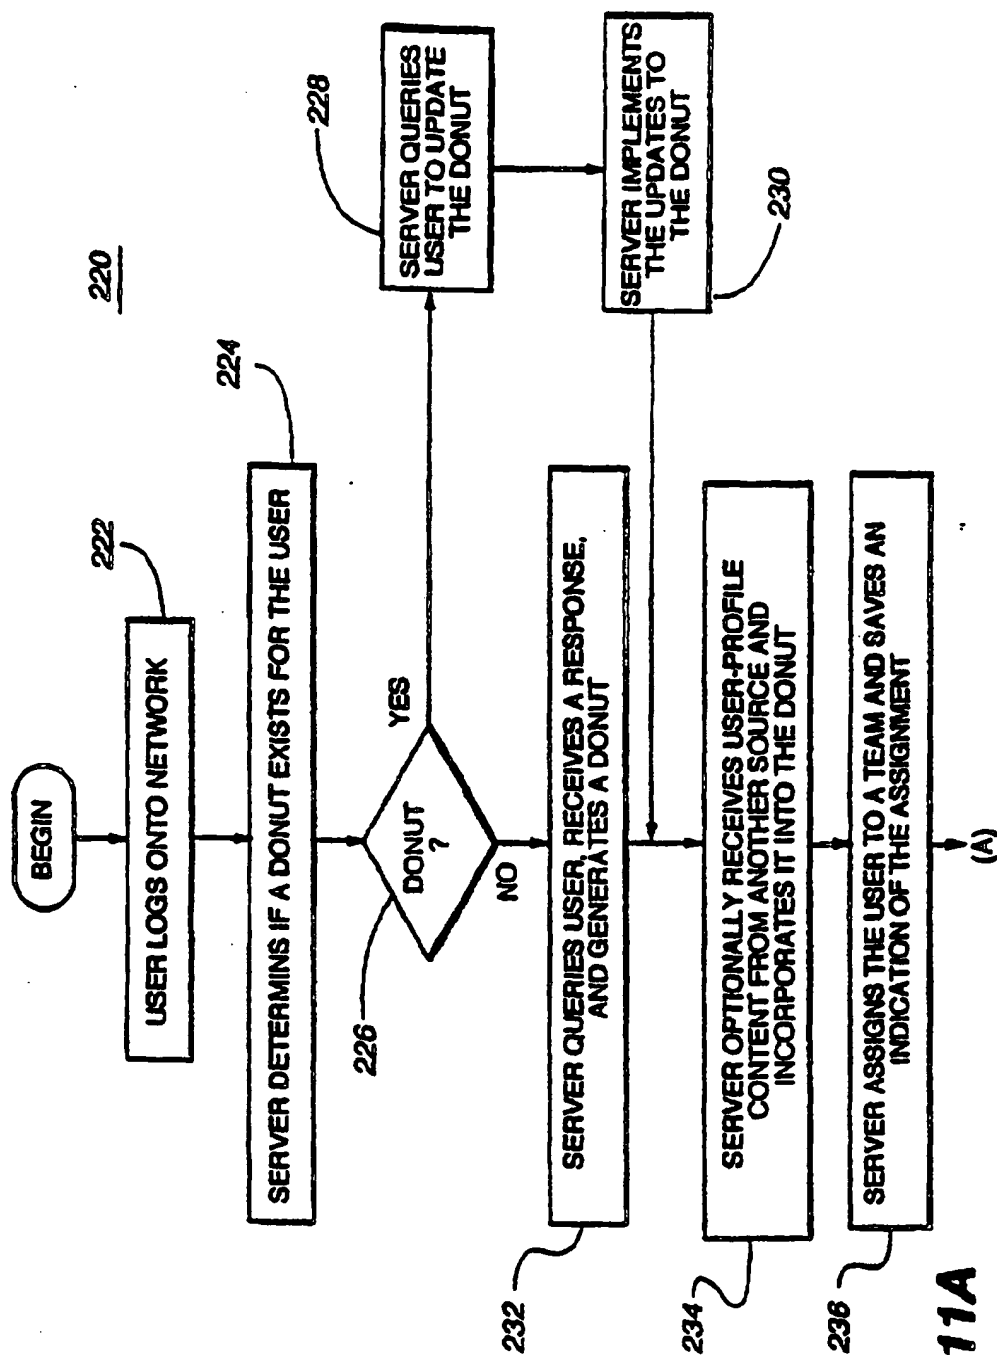 220
BEGIN
222
USER LOGS ONTO NETWORK
224
SERVER DETERMINS IF A DONUT EXISTS FOR THE USER
226
DONUT
?
YES
NO
228
SERVER QUERIES
USER TO UPDATE
THE DONUT
SERVER IMPLEMENTS
THE UPDATES TO
THE DONUT
230
232
SERVER QUERIES USER, RECEIVES A RESPONSE,
AND GENERATES A DONUT
234
SERVER OPTIONALLY RECEIVES USER-PROFILE
CONTENT FROM ANOTHER SOURCE AND
INCORPORATES IT INTO THE DONUT
236
SERVER ASSIGNS THE USER TO A TEAM AND SAVES AN
INDICATION OF THE ASSIGNMENT
(A)
11A